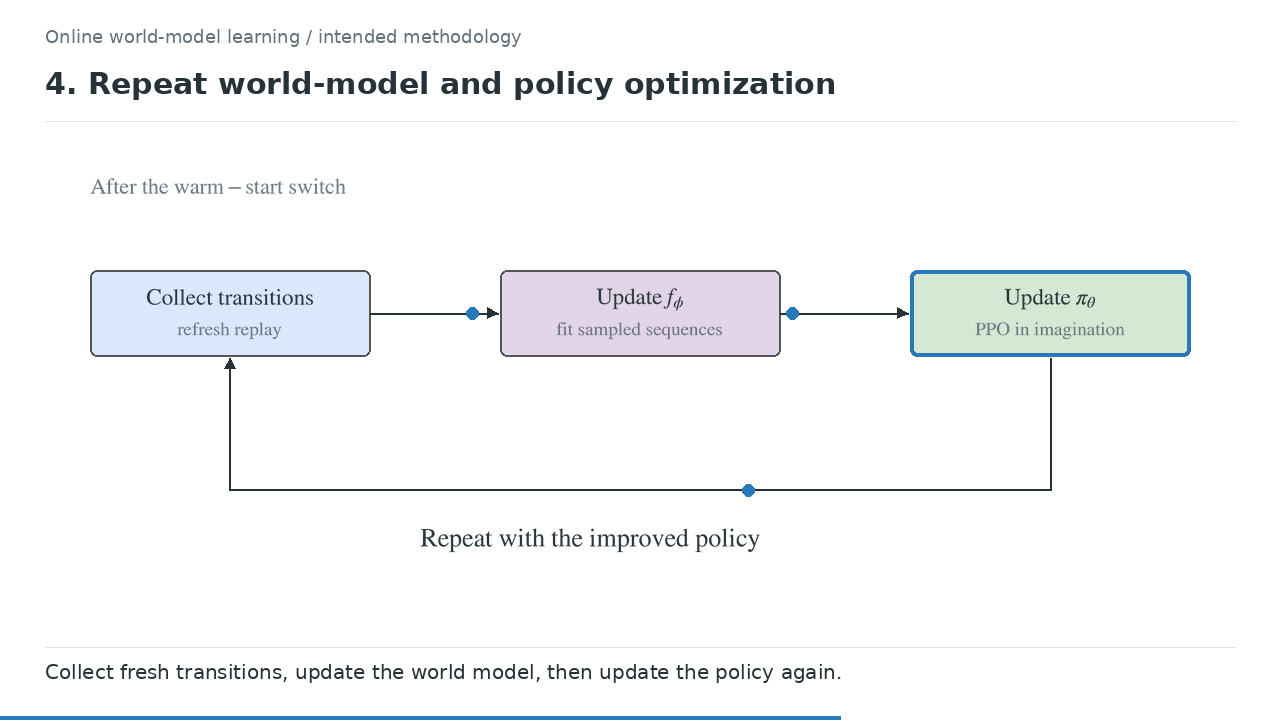 Online world-model learning / intended methodology
4. Repeat world-model and policy optimization
After the warm – start switch
Collect transitions
refresh replay
Update fϕ
fit sampled sequences
Update πθ
PPO in imagination
Repeat with the improved policy
Collect fresh transitions, update the world model, then update the policy again.